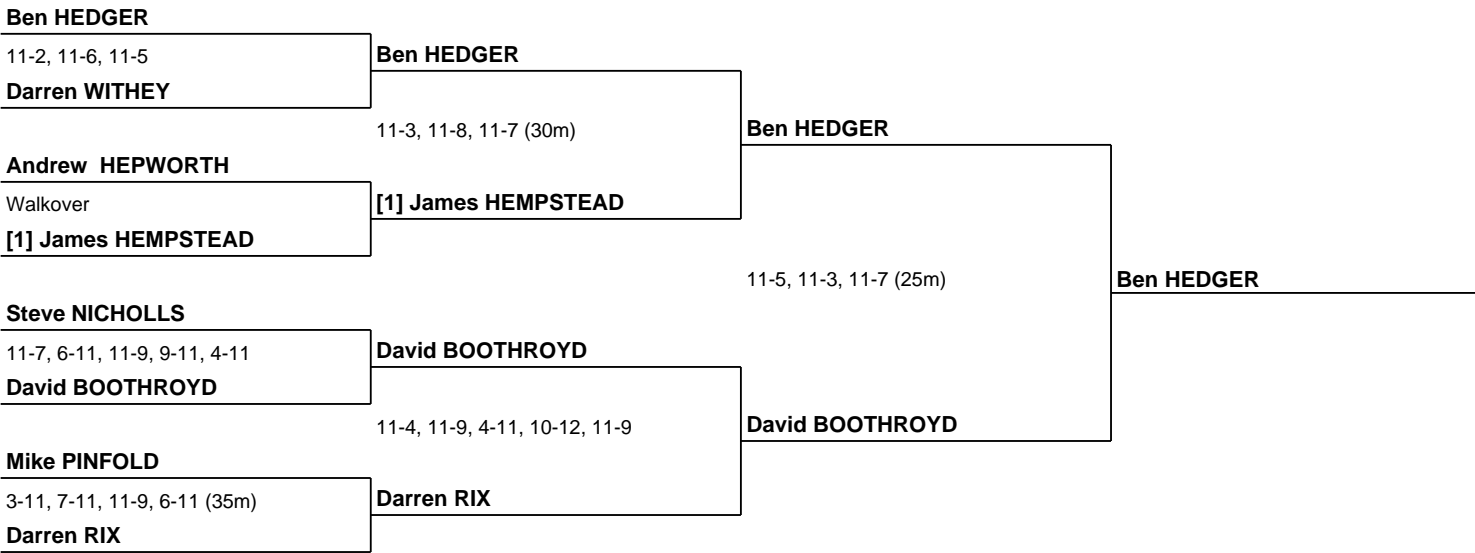 Ben HEDGER
11-2, 11-6, 11-5
Ben HEDGER
Darren WITHEY
11-3, 11-8, 11-7 (30m)
Ben HEDGER
Andrew  HEPWORTH
Walkover
[1] James HEMPSTEAD
[1] James HEMPSTEAD
11-5, 11-3, 11-7 (25m)
Ben HEDGER
Steve NICHOLLS
11-7, 6-11, 11-9, 9-11, 4-11
David BOOTHROYD
David BOOTHROYD
11-4, 11-9, 4-11, 10-12, 11-9
David BOOTHROYD
Mike PINFOLD
3-11, 7-11, 11-9, 6-11 (35m)
Darren RIX
Darren RIX